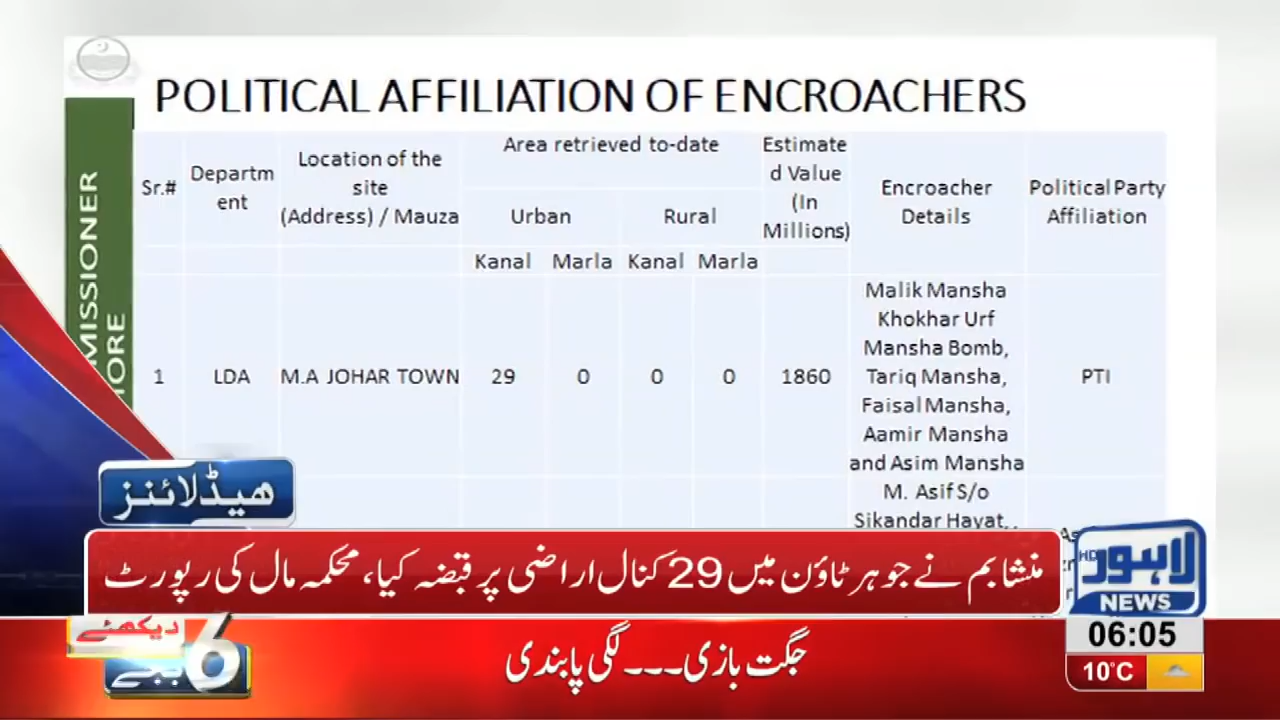 POLITICAL AFFILIATION OF ENCROACHERS
MISSIONER
Sr.#
Departm
ent
Location of the
site
(Address) / Mauza
Area retrieved to-date
Urban
Rural
Kanal Marla Kanal Marla
Estimate
d Value
(In
Millions)
Encroacher
Details
Political Party
Affiliation
1 LDA M.A JOHAR TOWN 29 0 0 0 1860
Malik Mansha
Khokhar Urf
Mansha Bomb,
Tariq Mansha,
Faisal Mansha,
Aamir Mansha
and Asim Mansha
PTI
M. Asif S/o
Sikandar Hayat,
ہیڈلائنز
منشا بم نے جوہر ٹاؤن میں 29 کنال اراضی پر قبضہ کیا، محکمہ مال کی رپورٹ
لاہور
HD
NEWS
06:05
10°C
دیکھئے
6 بجے
جگت بازی۔۔۔لگی پابندی